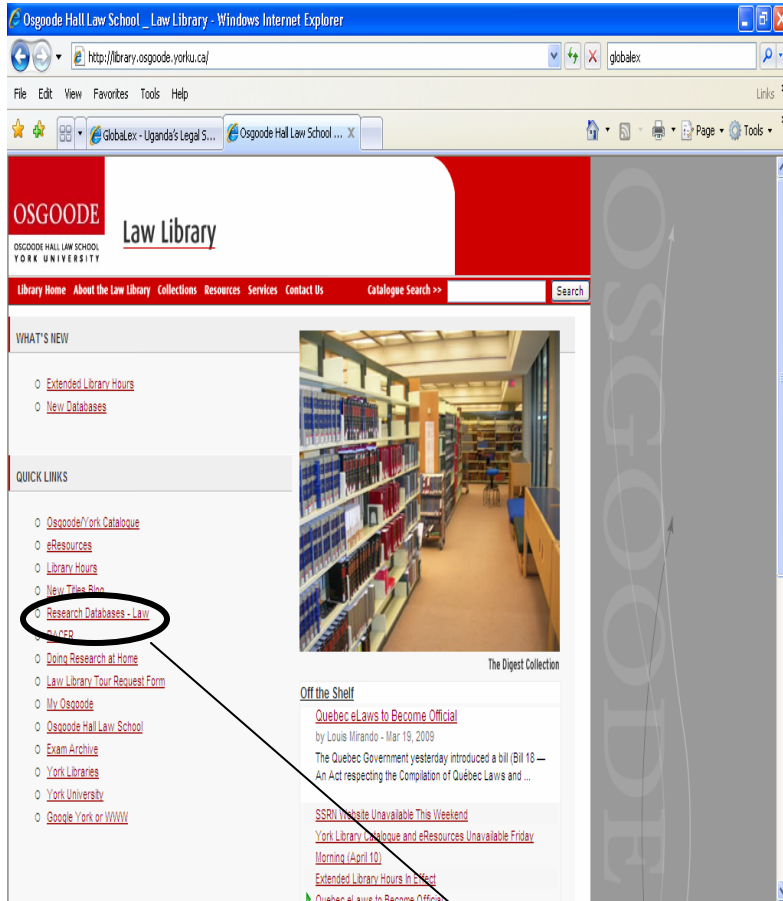 Osgoode Hall Law School _ Law Library - Windows Internet Explorer
http://library.osgoode.yorku.ca/
globalex
File Edit View Favorites Tools Help
Links
GlobaLex - Uganda's Legal S...
Osgoode Hall Law School ...
Page
Tools
OSGOODE
OSGOODE HALL LAW SCHOOL
YORK UNIVERSITY
Law Library
Library Home About the Law Library Collections Resources Services Contact Us Catalogue Search >> Search
WHAT'S NEW
Extended Library Hours
New Databases
QUICK LINKS
Osgoode/York Catalogue
eResources
Library Hours
New Titles Blog
Research Databases - Law
RACER
Doing Research at Home
Law Library Tour Request Form
My Osgoode
Osgoode Hall Law School
Exam Archive
York Libraries
York University
Google York or WWW
The Digest Collection
Off the Shelf
Quebec eLaws to Become Official
by Louis Mirando - Mar 19, 2009
The Quebec Government yesterday introduced a bill (Bill 18 —
An Act respecting the Compilation of Québec Laws and ...
SSRN Website Unavailable This Weekend
York Library Catalogue and eResources Unavailable Friday
Morning (April 10)
Extended Library Hours In Effect
Quebec eLaws to Become Official
OSGOODE H